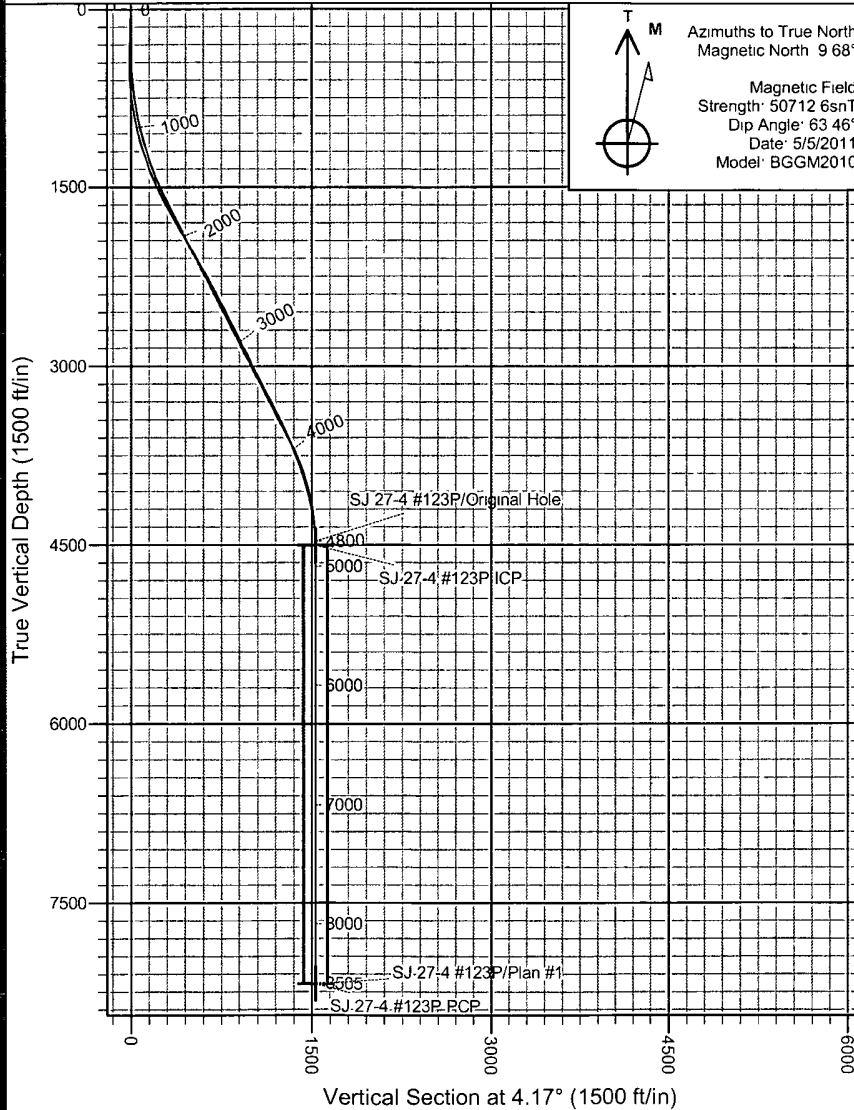 T
M
Azimuths to True North
Magnetic North 9 68°
Magnetic Field
Strength: 50712 6snT
Dip Angle: 63 46°
Date: 5/5/2011
Model: BGGM2010
True Vertical Depth (1500 ft/in)
0
1500
3000
4500
6000
7500
0
1000
2000
3000
4000
SJ 27-4 #123P/Original Hole
4800
5000
SJ 27-4 #123P ICP
6000
7000
8000
SJ 27-4 #123P/Plan #1
8505
SJ 27-4 #123P PCP
0
1500
3000
4500
6000
Vertical Section at 4.17° (1500 ft/in)